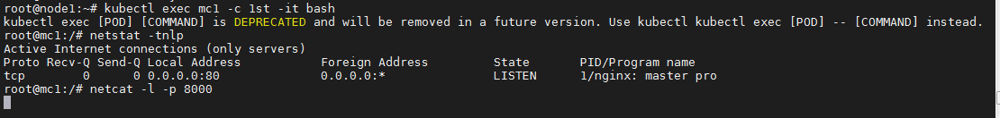 root@node1:~# kubectl exec mc1 -c 1st -it bash
kubectl exec [POD] [COMMAND] is DEPRECATED and will be removed in a future version. Use kubectl kubectl exec [POD] -- [COMMAND] instead.
root@mc1:/# netstat -tnlp
Active Internet connections (only servers)
Proto Recv-Q Send-Q Local Address           Foreign Address         State       PID/Program name
tcp        0      0 0.0.0.0:80              0.0.0.0:*               LISTEN      1/nginx: master pro
root@mc1:/# netcat -l -p 8000